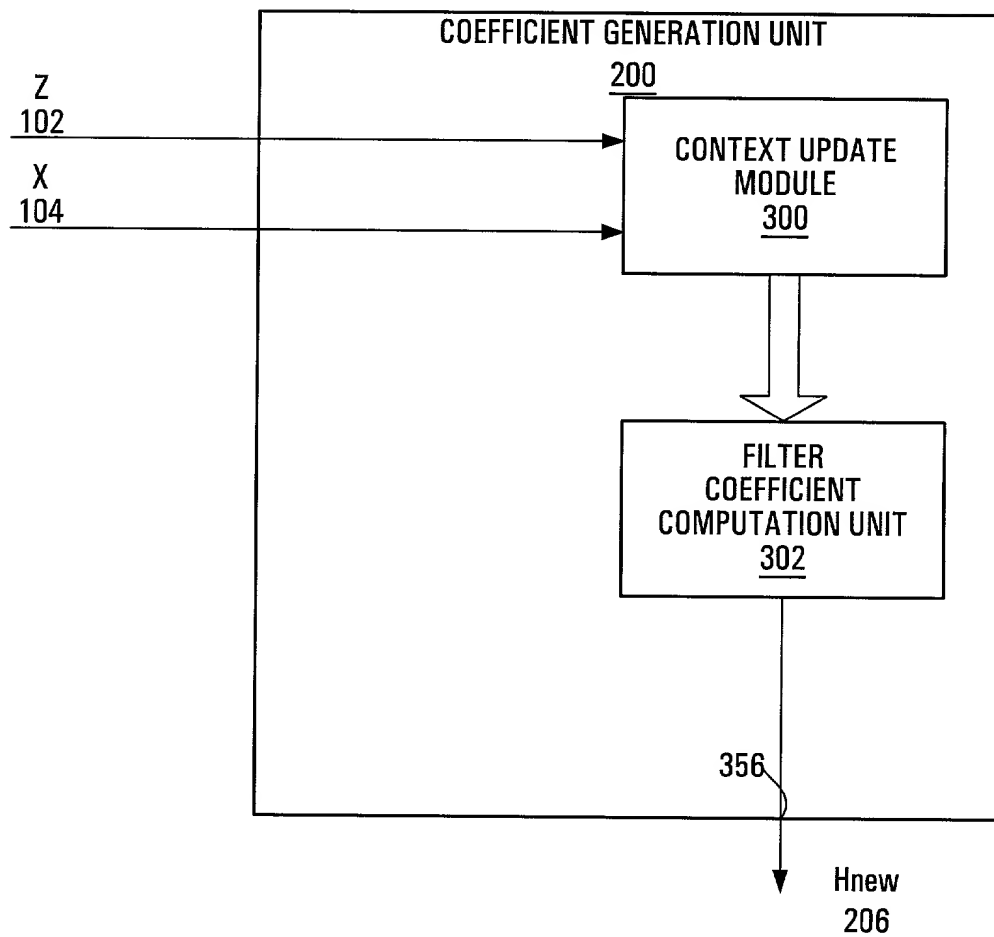 COEFFICIENT GENERATION UNIT
200
Z
102
X
104
CONTEXT UPDATE
MODULE
300
FILTER
COEFFICIENT
COMPUTATION UNIT
302
356
Hnew
206